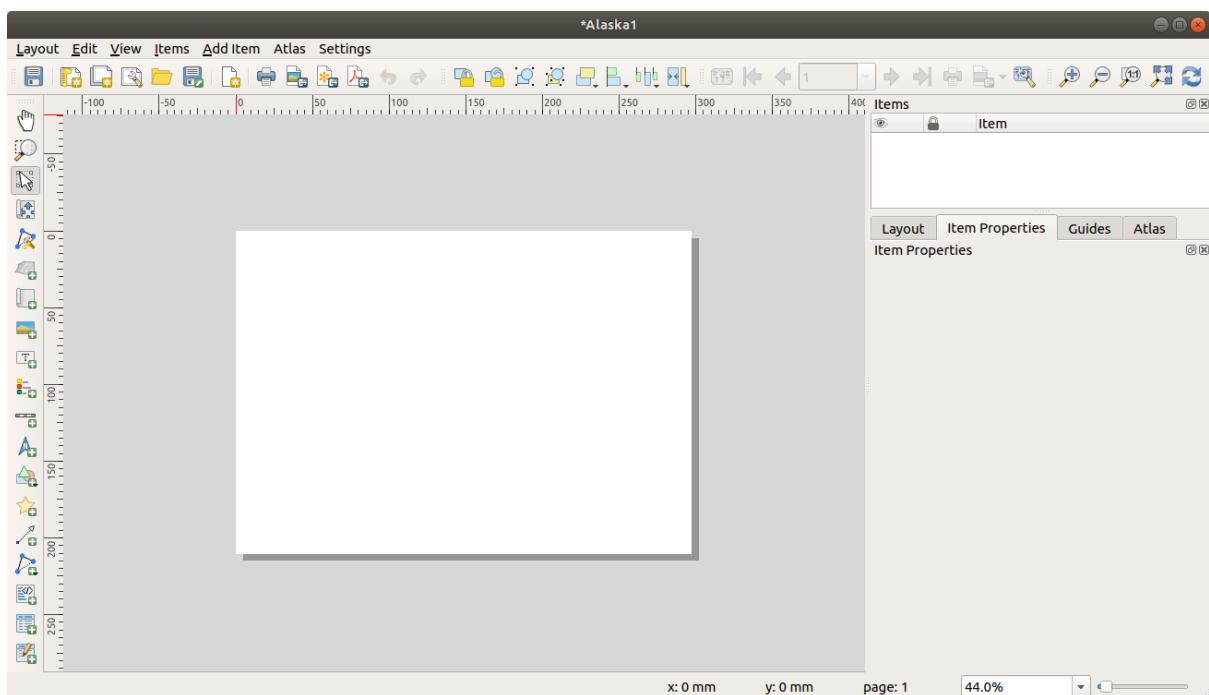 *Alaska1
Layout Edit View Items Add Item Atlas Settings
1:1
1
-100 -50 0 50 100 150 200 250 300 350 400
Items
Item
-50
0
50
100
150
200
250
T
Layout Item Properties Guides Atlas
Item Properties
x: 0 mm y: 0 mm page: 1 44.0%